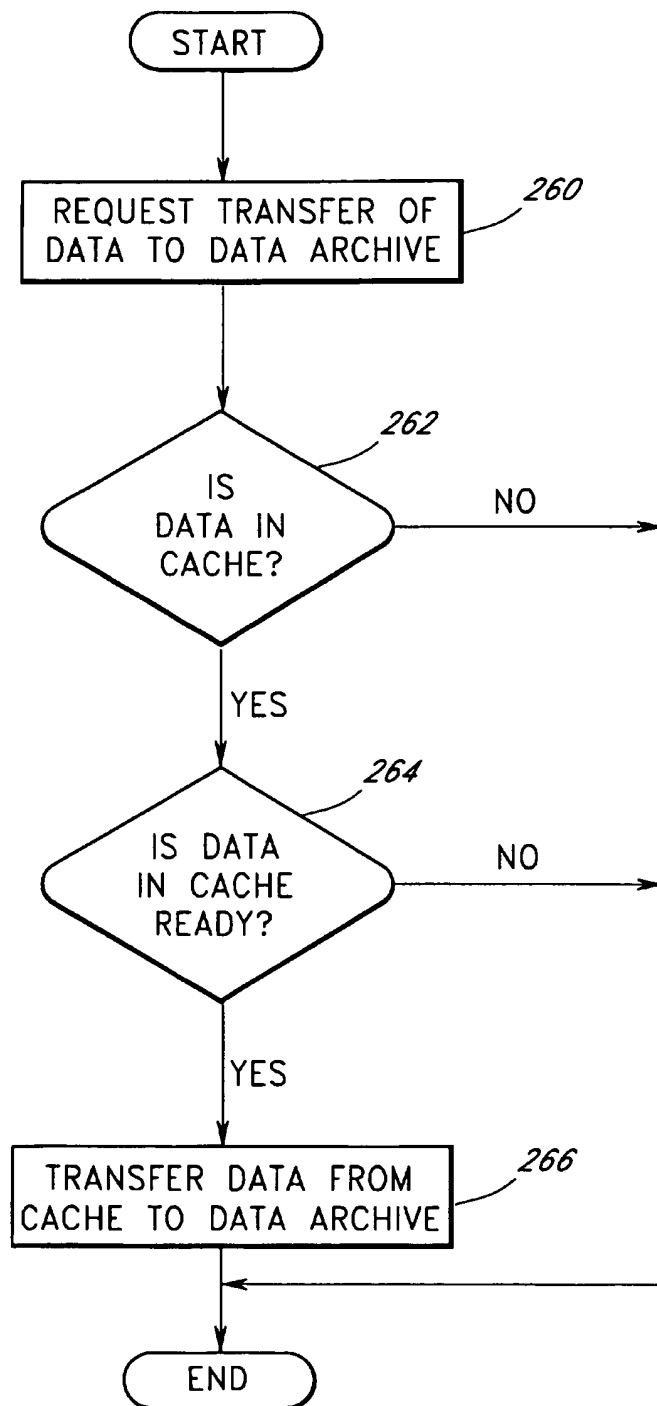 START
REQUEST TRANSFER OF
DATA TO DATA ARCHIVE
260
262
IS
DATA IN
CACHE?
NO
YES
264
IS DATA
IN CACHE
READY?
NO
YES
266
TRANSFER DATA FROM
CACHE TO DATA ARCHIVE
END